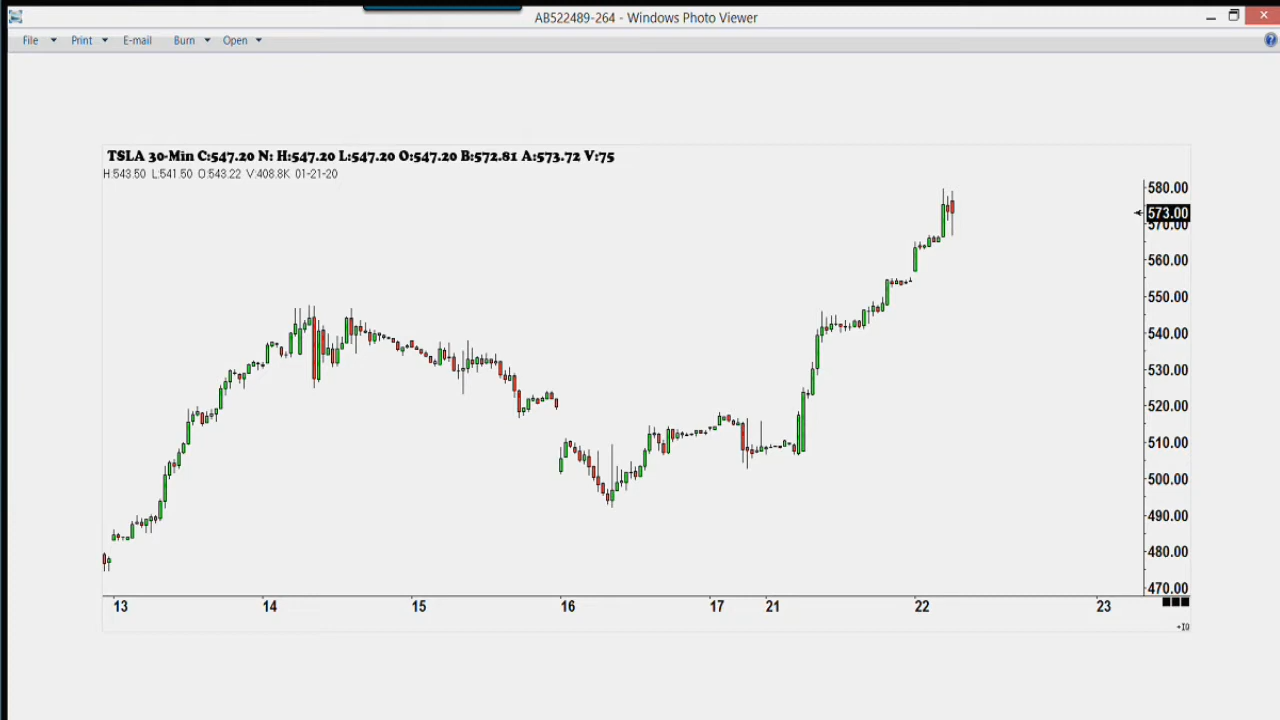 AB522489-264 - Windows Photo Viewer
File Print E-mail Burn Open
TSLA 30-Min C:547.20 N: H:547.20 L:547.20 O:547.20 B:572.81 A:573.72 V:75
H:543.50 L:541.50 O:543.22 V:408.8K 01-21-20
580.00
573.00
570.00
560.00
550.00
540.00
530.00
520.00
510.00
500.00
490.00
480.00
470.00
13 14 15 16 17 21 22 23